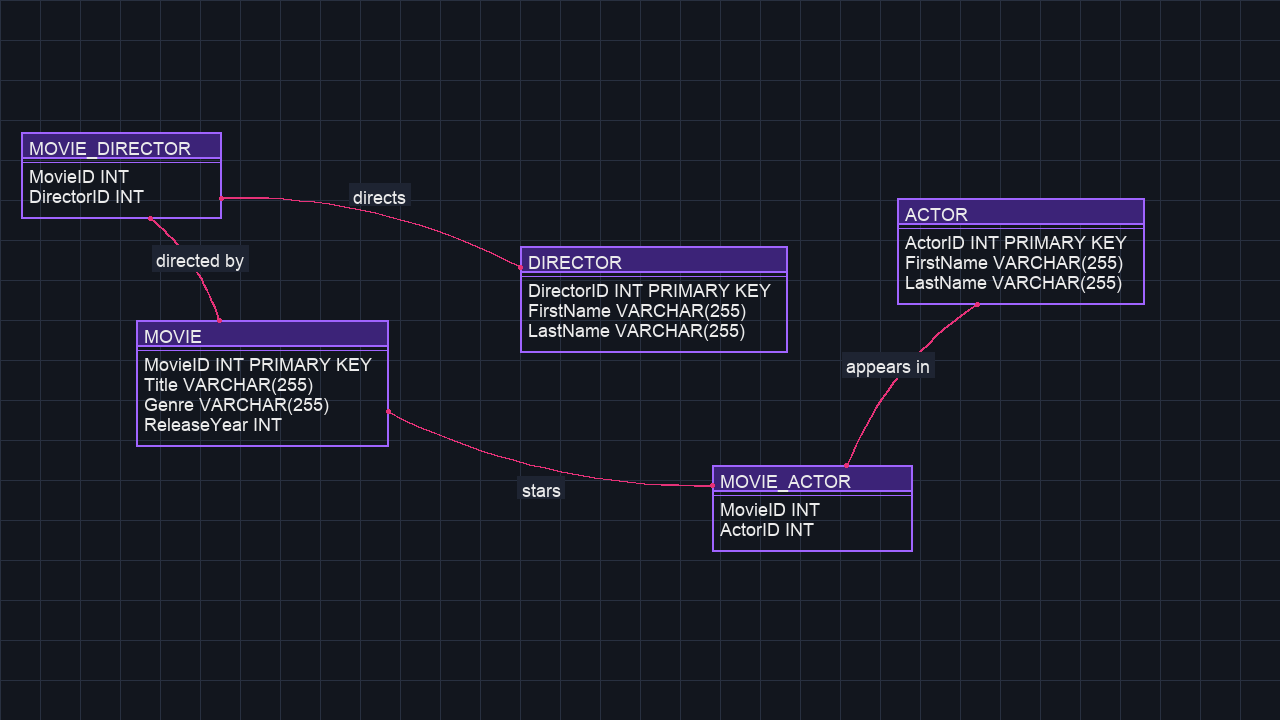 MOVIE_DIRECTOR
MovieID INT
DirectorID INT
directs
directed by
DIRECTOR
DirectorID INT PRIMARY KEY
FirstName VARCHAR(255)
LastName VARCHAR(255)
ACTOR
ActorID INT PRIMARY KEY
FirstName VARCHAR(255)
LastName VARCHAR(255)
MOVIE
MovieID INT PRIMARY KEY
Title VARCHAR(255)
Genre VARCHAR(255)
ReleaseYear INT
appears in
stars
MOVIE_ACTOR
MovieID INT
ActorID INT